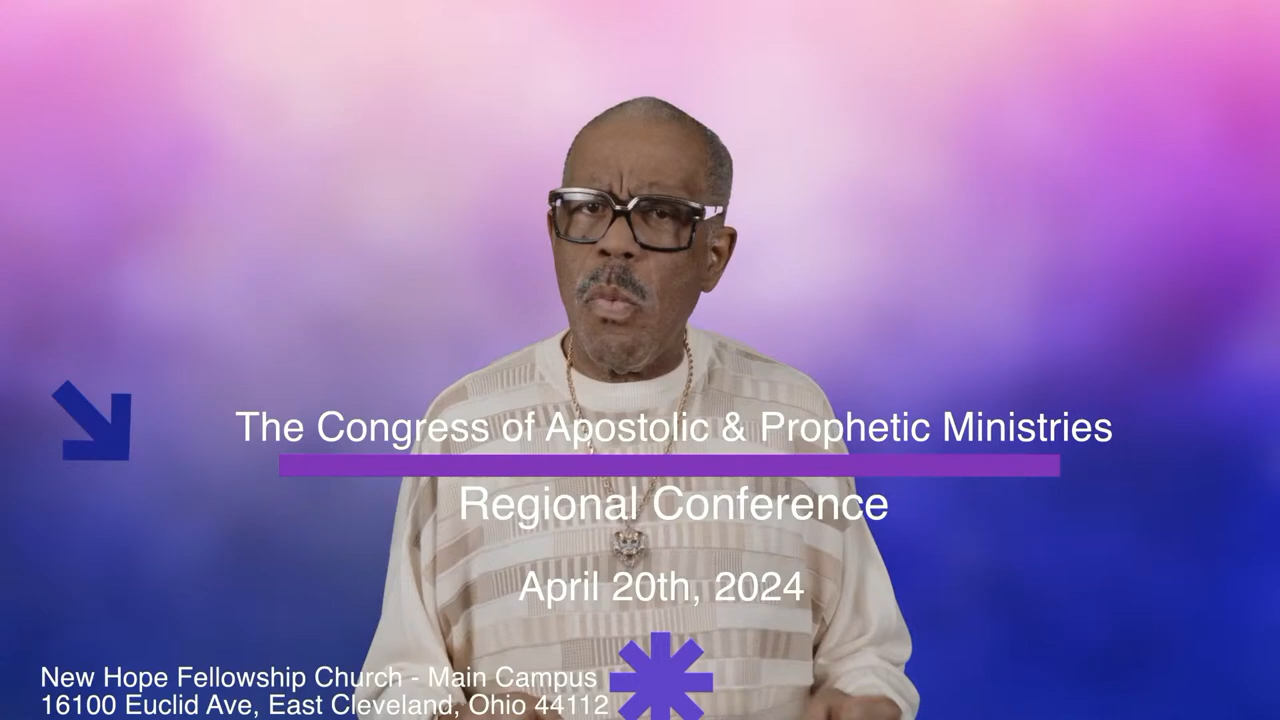 The Congress of Apostolic & Prophetic Ministries
Regional Conference
April 20th, 2024
New Hope Fellowship Church - Main Campus
16100 Euclid Ave, East Cleveland, Ohio 44112